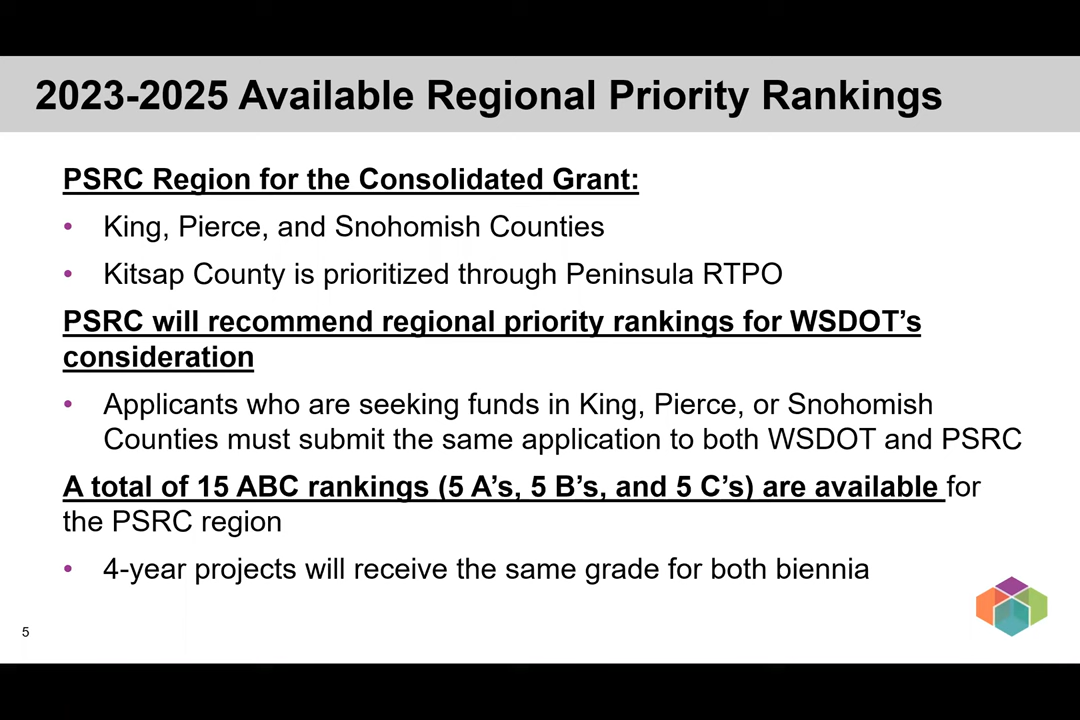 2023-2025 Available Regional Priority Rankings
PSRC Region for the Consolidated Grant:
• King, Pierce, and Snohomish Counties
• Kitsap County is prioritized through Peninsula RTPO
PSRC will recommend regional priority rankings for WSDOT’s
consideration
• Applicants who are seeking funds in King, Pierce, or Snohomish
Counties must submit the same application to both WSDOT and PSRC
A total of 15 ABC rankings (5 A’s, 5 B’s, and 5 C’s) are available for
the PSRC region
• 4-year projects will receive the same grade for both biennia
5